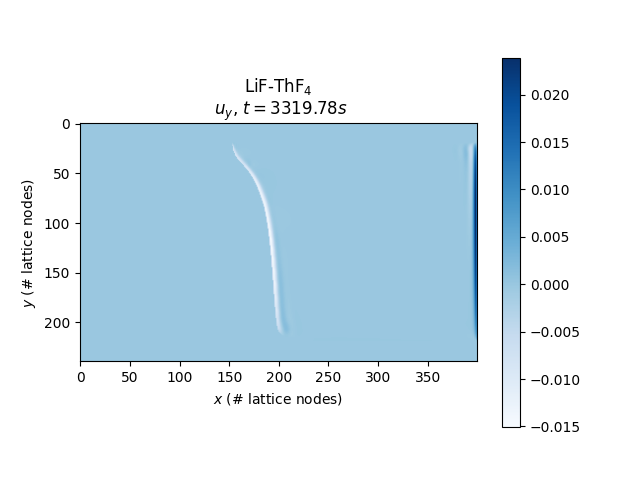 LiF-ThF₄
u_y, t = 3319.78s
0
50
100
150
200
y (# lattice nodes)
0 50 100 150 200 250 300 350
x (# lattice nodes)
0.020
0.015
0.010
0.005
0.000
−0.005
−0.010
−0.015